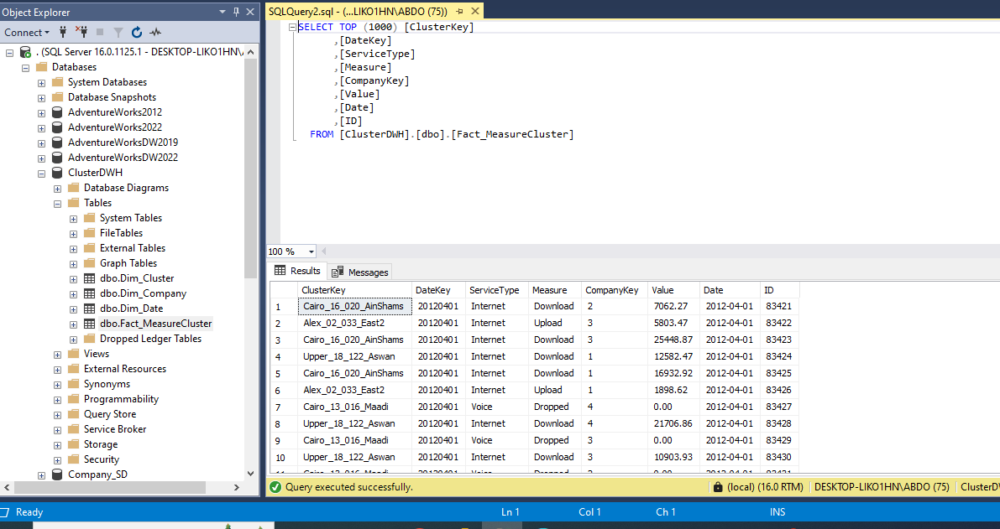 Object Explorer
Connect
. (SQL Server 16.0.1125.1 - DESKTOP-LIKO1HN\
Databases
System Databases
Database Snapshots
AdventureWorks2012
AdventureWorks2022
AdventureWorksDW2019
AdventureWorksDW2022
ClusterDWH
Database Diagrams
Tables
System Tables
FileTables
External Tables
Graph Tables
dbo.Dim_Cluster
dbo.Dim_Company
dbo.Dim_Date
dbo.Fact_MeasureCluster
Dropped Ledger Tables
Views
External Resources
Synonyms
Programmability
Query Store
Service Broker
Storage
Security
Company_SD
SQLQuery2.sql - (...LIKO1HN\ABDO (75))
SELECT TOP (1000) [ClusterKey]
,[DateKey]
,[ServiceType]
,[Measure]
,[CompanyKey]
,[Value]
,[Date]
,[ID]
FROM [ClusterDWH].[dbo].[Fact_MeasureCluster]
100 %
Results Messages
ClusterKey DateKey ServiceType Measure CompanyKey Value Date ID
1 Cairo_16_020_AinShams 20120401 Internet Download 2 7062.27 2012-04-01 83421
2 Alex_02_033_East2 20120401 Internet Upload 3 5803.47 2012-04-01 83422
3 Cairo_16_020_AinShams 20120401 Internet Download 3 25448.87 2012-04-01 83423
4 Upper_18_122_Aswan 20120401 Internet Download 1 12582.47 2012-04-01 83424
5 Cairo_16_020_AinShams 20120401 Internet Download 1 16932.92 2012-04-01 83425
6 Alex_02_033_East2 20120401 Internet Upload 1 1898.62 2012-04-01 83426
7 Cairo_13_016_Maadi 20120401 Voice Dropped 4 0.00 2012-04-01 83427
8 Upper_18_122_Aswan 20120401 Internet Download 4 21706.86 2012-04-01 83428
9 Cairo_13_016_Maadi 20120401 Voice Dropped 3 0.00 2012-04-01 83429
10 Upper_18_122_Aswan 20120401 Internet Download 3 10903.93 2012-04-01 83430
Query executed successfully. (local) (16.0 RTM) DESKTOP-LIKO1HN\ABDO (75) ClusterD
Ready Ln 1 Col 1 Ch 1 INS